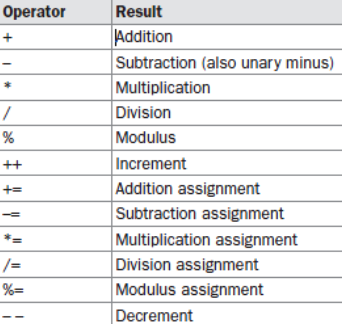 Operator Result
+ Addition
– Subtraction (also unary minus)
* Multiplication
/ Division
% Modulus
++ Increment
+= Addition assignment
–= Subtraction assignment
*= Multiplication assignment
/= Division assignment
%= Modulus assignment
– – Decrement